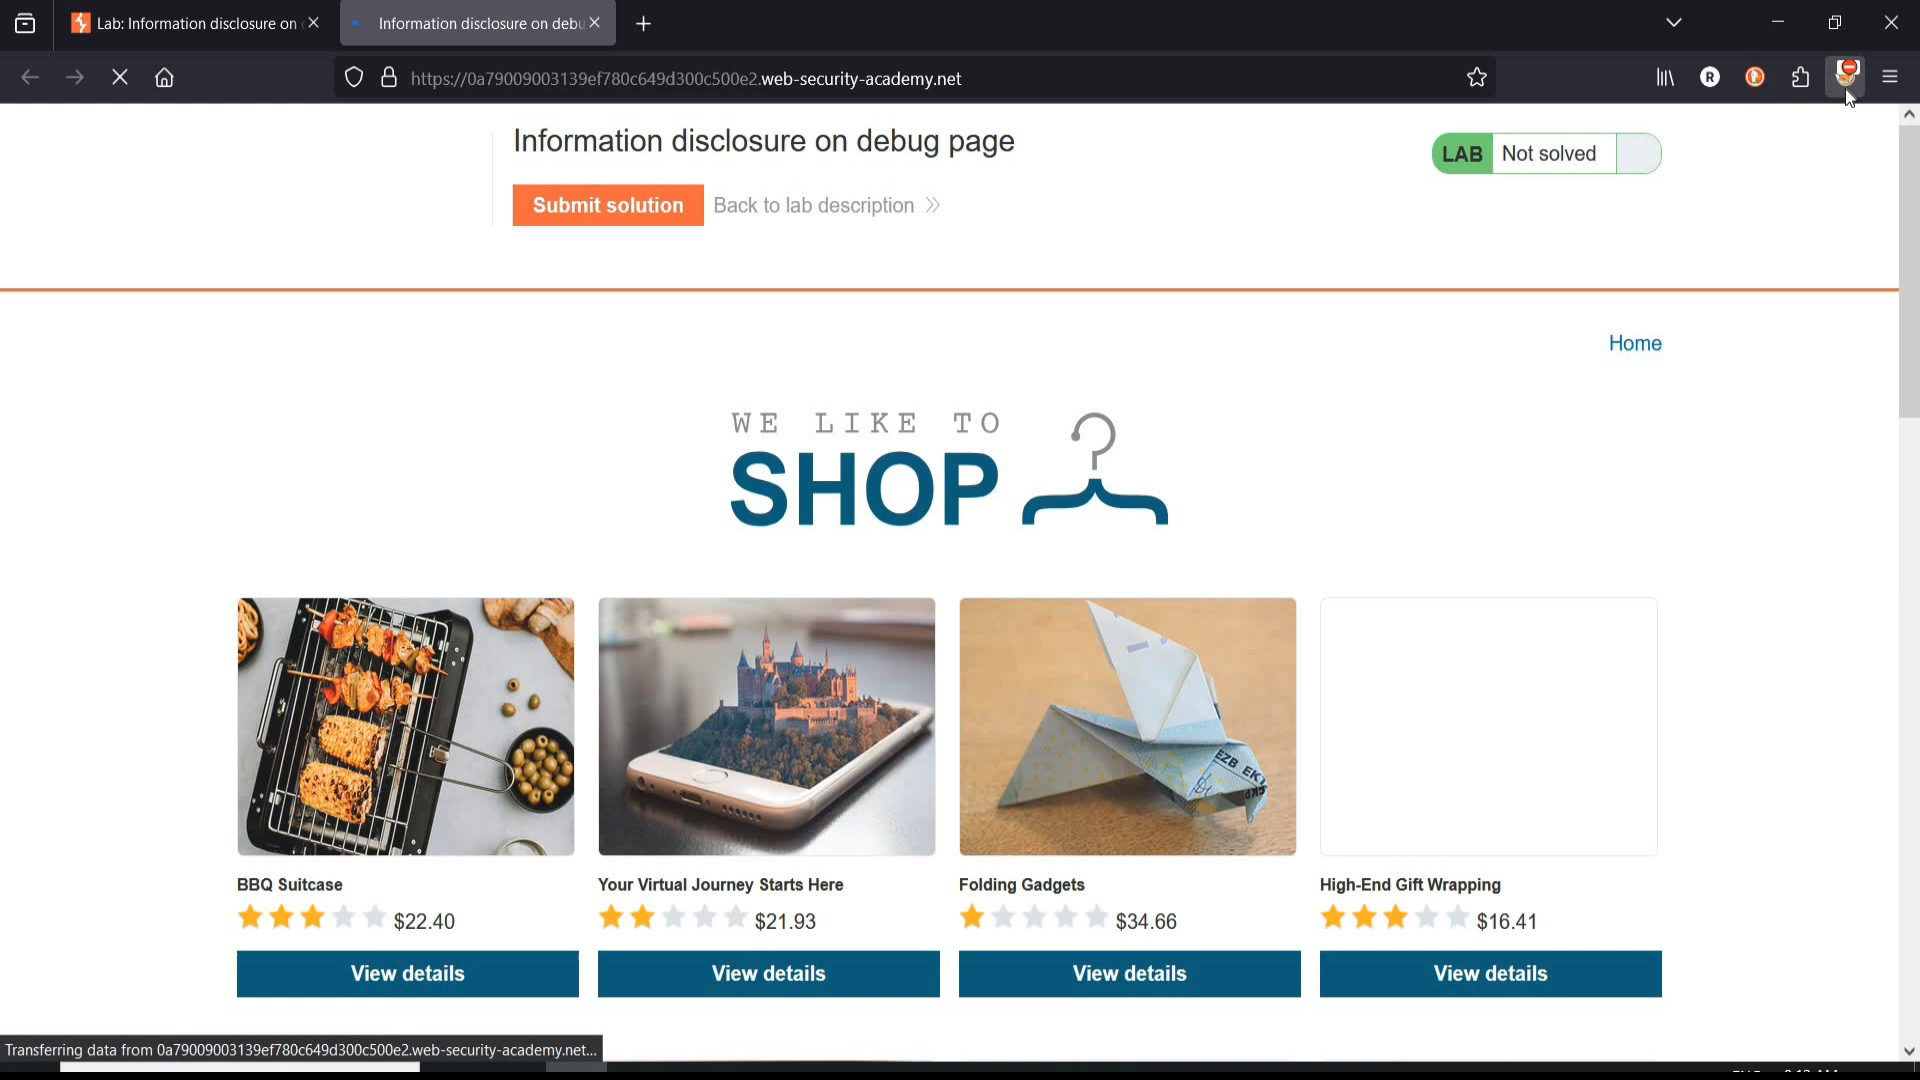 Lab: Information disclosure on
Information disclosure on debu
https://0a79009003139ef780c649d300c500e2.web-security-academy.net
R
Information disclosure on debug page
LAB Not solved
Submit solution Back to lab description
Home
WE LIKE TO
SHOP
EZB EKT
BBQ Suitcase
$22.40
View details
Your Virtual Journey Starts Here
$21.93
View details
Folding Gadgets
$34.66
View details
High-End Gift Wrapping
$16.41
View details
Transferring data from 0a79009003139ef780c649d300c500e2.web-security-academy.net...